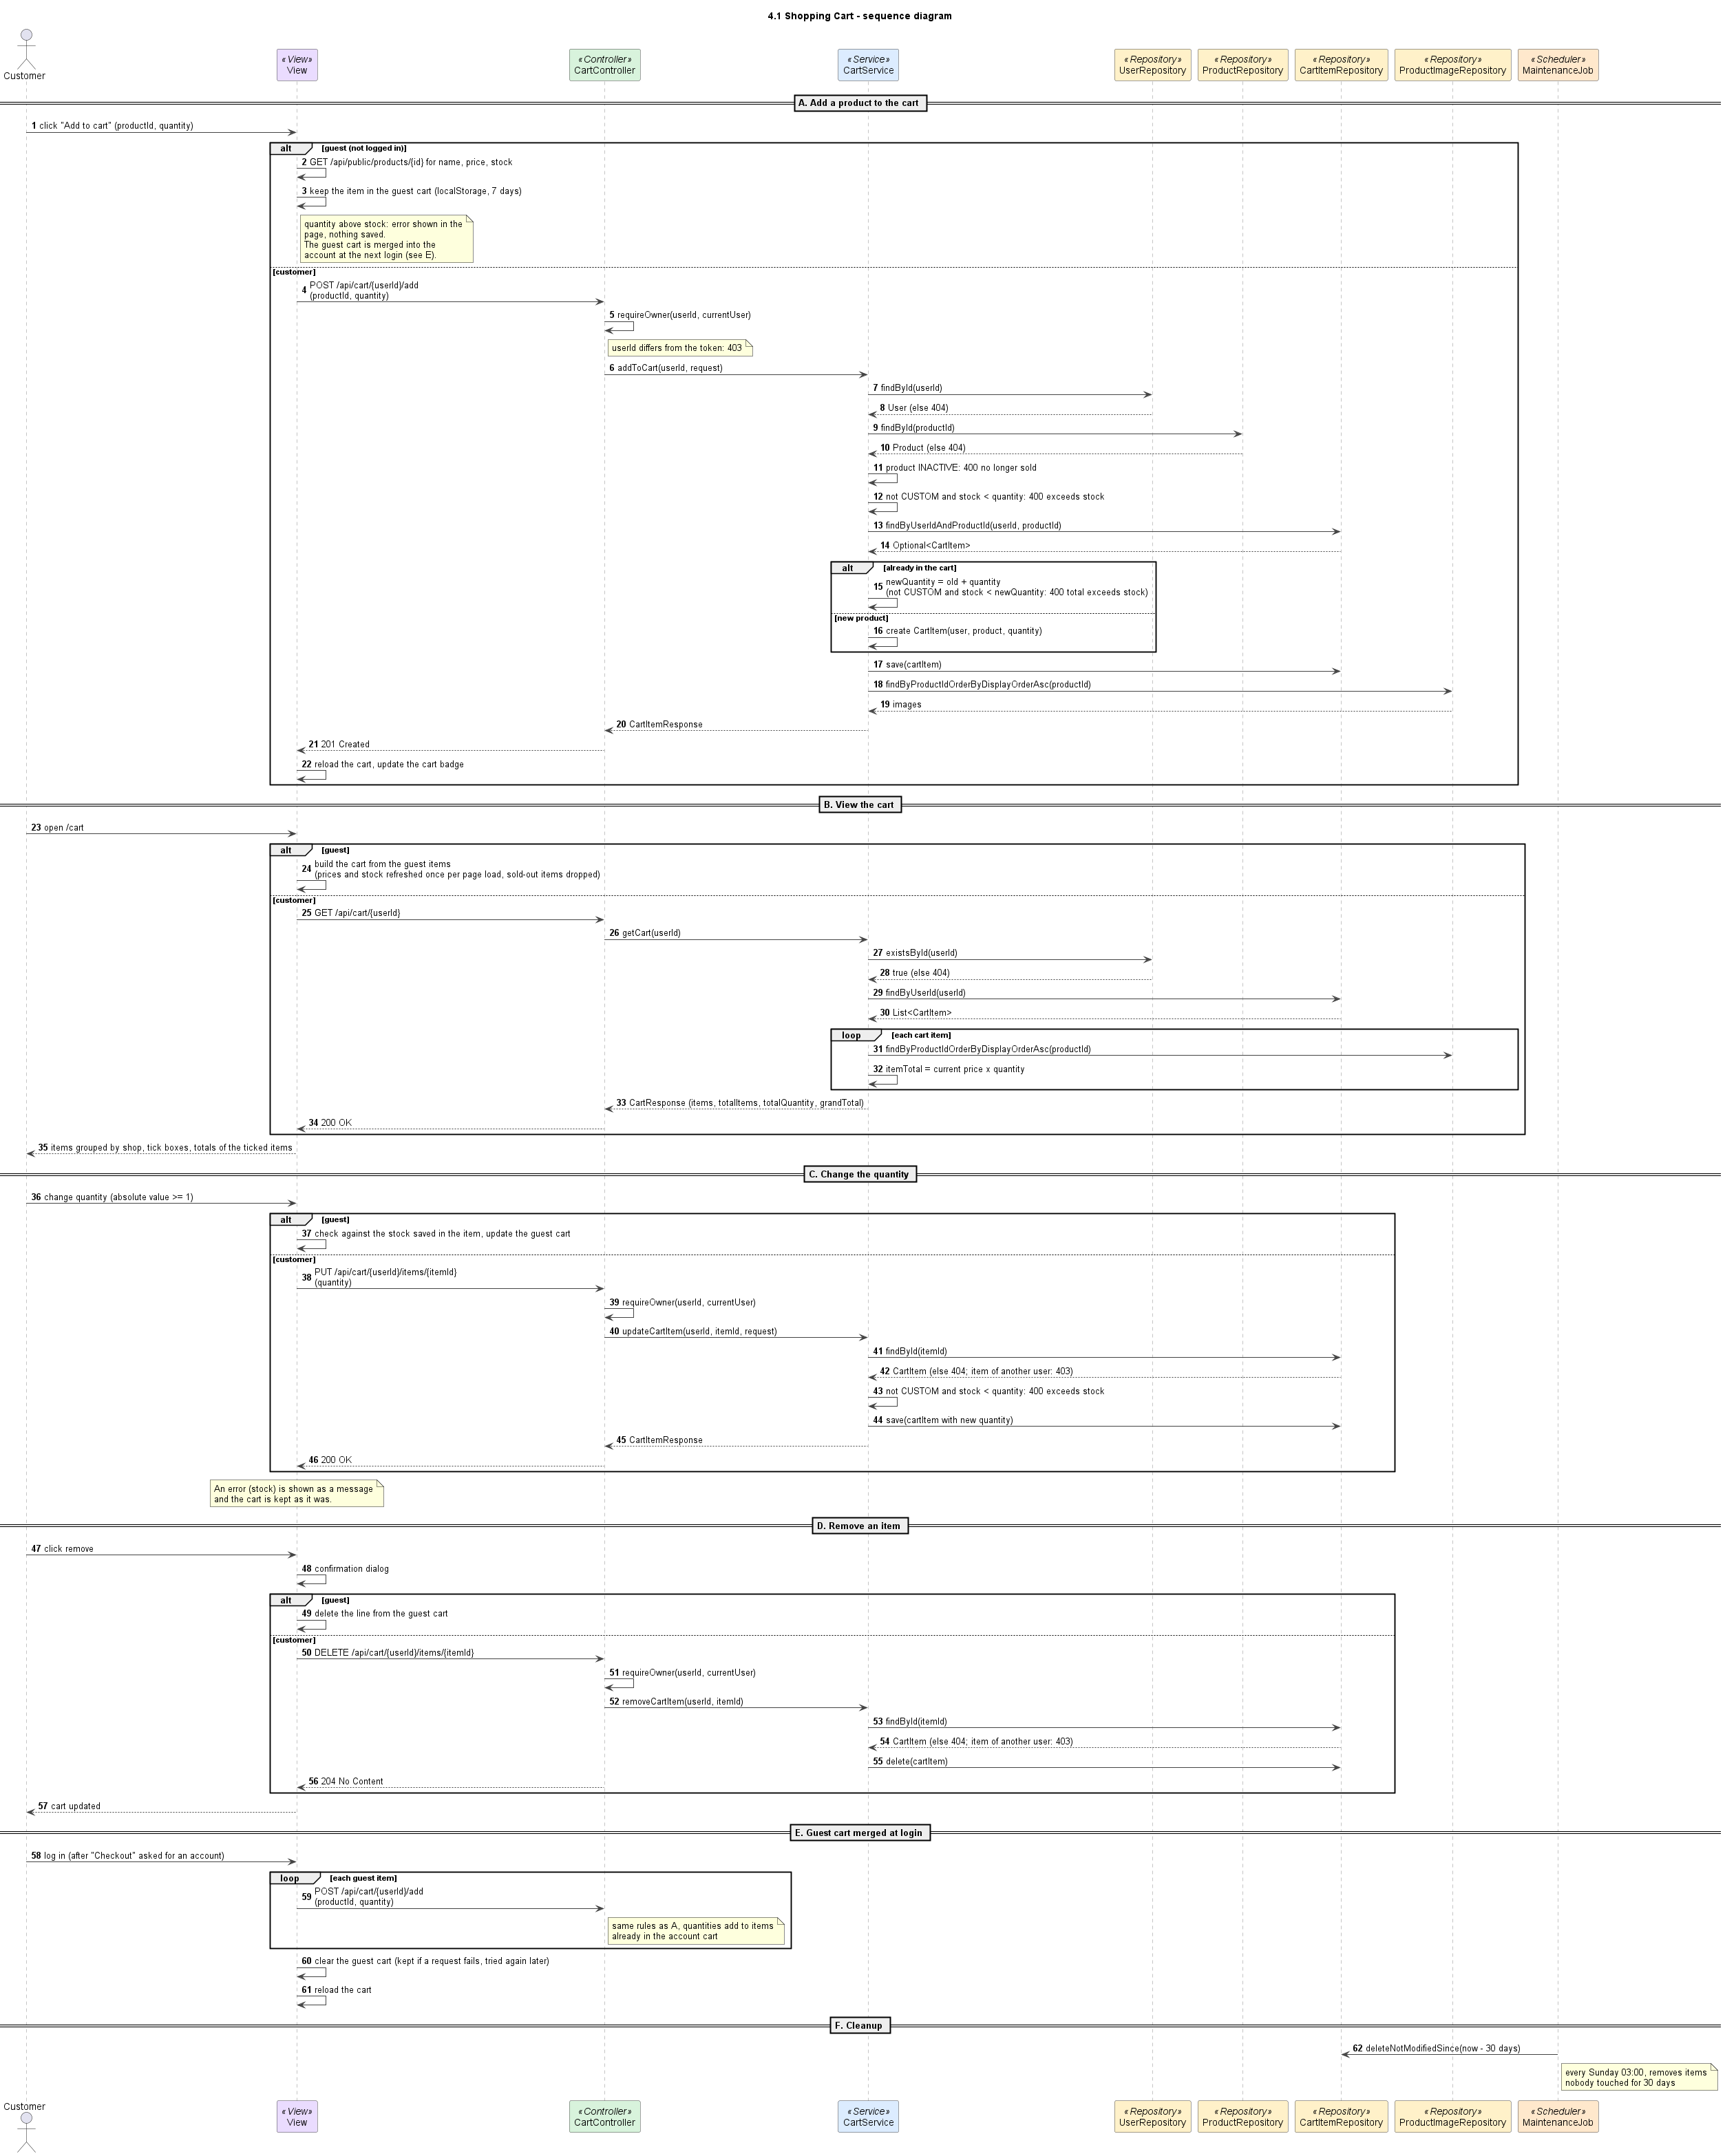 4.1 Shopping Cart - sequence diagram
Customer
«View»
View
«Controller»
CartController
«Service»
CartService
«Repository»
UserRepository
«Repository»
ProductRepository
«Repository»
CartItemRepository
«Repository»
ProductImageRepository
«Scheduler»
MaintenanceJob
A. Add a product to the cart
1 click "Add to cart" (productId, quantity)
alt [guest (not logged in)]
2 GET /api/public/products/{id} for name, price, stock
3 keep the item in the guest cart (localStorage, 7 days)
quantity above stock: error shown in the
page, nothing saved.
The guest cart is merged into the
account at the next login (see E).
[customer]
4 POST /api/cart/{userId}/add
(productId, quantity)
5 requireOwner(userId, currentUser)
userId differs from the token: 403
6 addToCart(userId, request)
7 findById(userId)
8 User (else 404)
9 findById(productId)
10 Product (else 404)
11 product INACTIVE: 400 no longer sold
12 not CUSTOM and stock < quantity: 400 exceeds stock
13 findByUserIdAndProductId(userId, productId)
14 Optional<CartItem>
alt [already in the cart]
15 newQuantity = old + quantity
(not CUSTOM and stock < newQuantity: 400 total exceeds stock)
[new product]
16 create CartItem(user, product, quantity)
17 save(cartItem)
18 findByProductIdOrderByDisplayOrderAsc(productId)
19 images
20 CartItemResponse
21 201 Created
22 reload the cart, update the cart badge
B. View the cart
23 open /cart
alt [guest]
24 build the cart from the guest items
(prices and stock refreshed once per page load, sold-out items dropped)
[customer]
25 GET /api/cart/{userId}
26 getCart(userId)
27 existsById(userId)
28 true (else 404)
29 findByUserId(userId)
30 List<CartItem>
loop [each cart item]
31 findByProductIdOrderByDisplayOrderAsc(productId)
32 itemTotal = current price x quantity
33 CartResponse (items, totalItems, totalQuantity, grandTotal)
34 200 OK
35 items grouped by shop, tick boxes, totals of the ticked items
C. Change the quantity
36 change quantity (absolute value >= 1)
alt [guest]
37 check against the stock saved in the item, update the guest cart
[customer]
38 PUT /api/cart/{userId}/items/{itemId}
(quantity)
39 requireOwner(userId, currentUser)
40 updateCartItem(userId, itemId, request)
41 findById(itemId)
42 CartItem (else 404; item of another user: 403)
43 not CUSTOM and stock < quantity: 400 exceeds stock
44 save(cartItem with new quantity)
45 CartItemResponse
46 200 OK
An error (stock) is shown as a message
and the cart is kept as it was.
D. Remove an item
47 click remove
48 confirmation dialog
alt [guest]
49 delete the line from the guest cart
[customer]
50 DELETE /api/cart/{userId}/items/{itemId}
51 requireOwner(userId, currentUser)
52 removeCartItem(userId, itemId)
53 findById(itemId)
54 CartItem (else 404; item of another user: 403)
55 delete(cartItem)
56 204 No Content
57 cart updated
E. Guest cart merged at login
58 log in (after "Checkout" asked for an account)
loop [each guest item]
59 POST /api/cart/{userId}/add
(productId, quantity)
same rules as A, quantities add to items
already in the account cart
60 clear the guest cart (kept if a request fails, tried again later)
61 reload the cart
F. Cleanup
62 deleteNotModifiedSince(now - 30 days)
every Sunday 03:00, removes items
nobody touched for 30 days
Customer
«View»
View
«Controller»
CartController
«Service»
CartService
«Repository»
UserRepository
«Repository»
ProductRepository
«Repository»
CartItemRepository
«Repository»
ProductImageRepository
«Scheduler»
MaintenanceJob